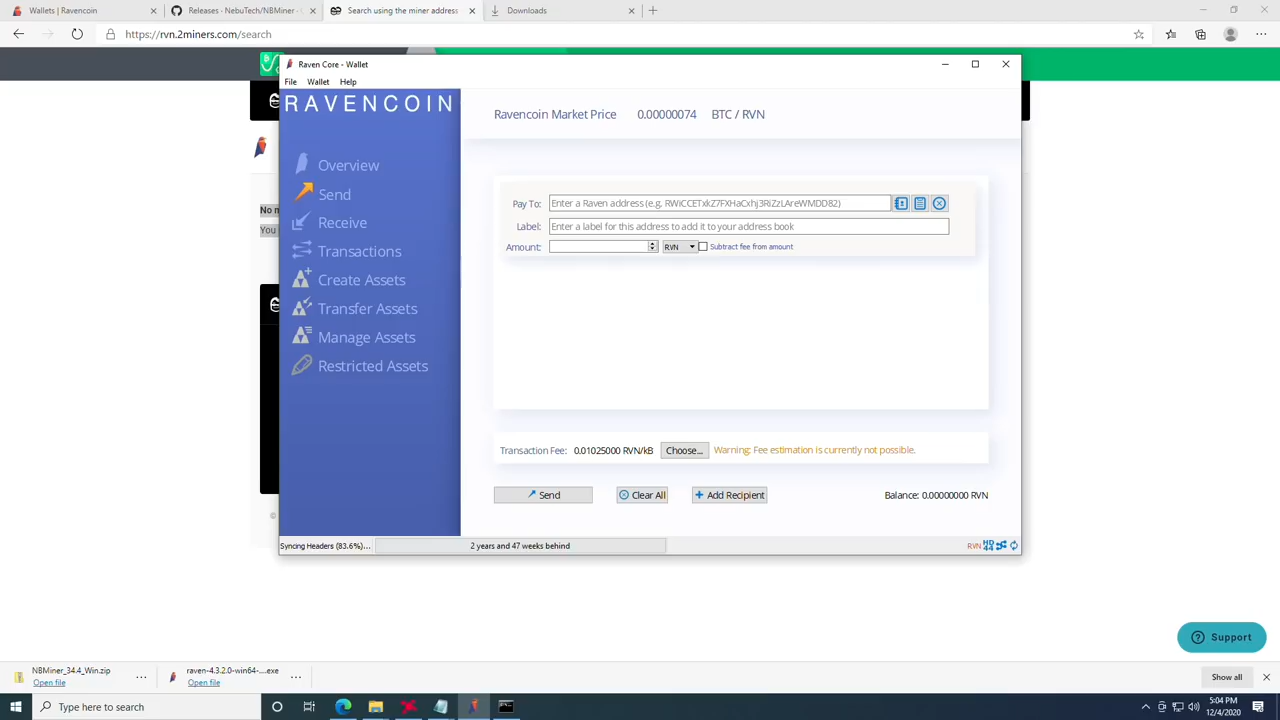 Wallets | Ravencoin
Releases - NebuTech/NBMiner - G
Search using the miner address
Downloads
https://rvn.2miners.com/search
Raven Core - Wallet
File Wallet Help
RAVENCOIN
Ravencoin Market Price 0.00000074 BTC / RVN
Overview
Send
Receive
Transactions
Create Assets
Transfer Assets
Manage Assets
Restricted Assets
Pay To: Enter a Raven address (e.g. RWiCCETxkZ7FXHaCxhj3RiZzLAreWMDD82)
Label: Enter a label for this address to add it to your address book
Amount: RVN Subtract fee from amount
No m
You
©
Transaction Fee: 0.01025000 RVN/kB Choose... Warning: Fee estimation is currently not possible.
Send Clear All Add Recipient Balance: 0.00000000 RVN
Syncing Headers (83.6%)... 2 years and 47 weeks behind RVN HD 44
Support
NBMiner_34.4_Win.zip
Open file
raven-4.3.2.0-win64-....exe
Open file
Show all
Type here to search
5:04 PM
12/4/2020